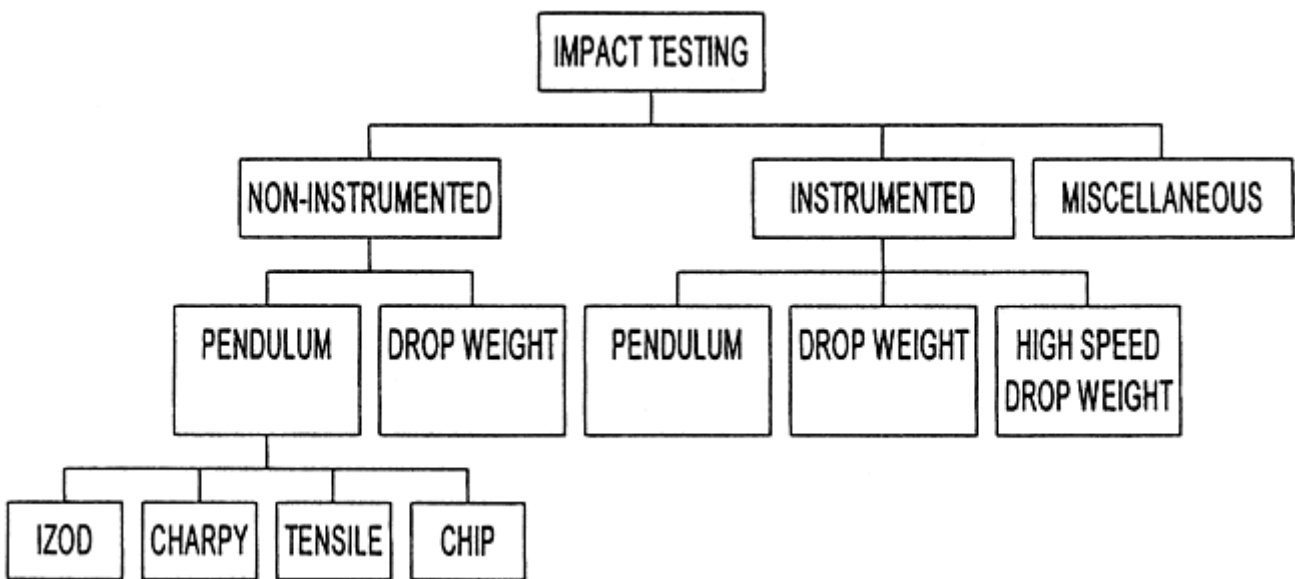 IMPACT TESTING
NON-INSTRUMENTED
INSTRUMENTED
MISCELLANEOUS
PENDULUM
DROP WEIGHT
PENDULUM
DROP WEIGHT
HIGH SPEED
DROP WEIGHT
IZOD
CHARPY
TENSILE
CHIP